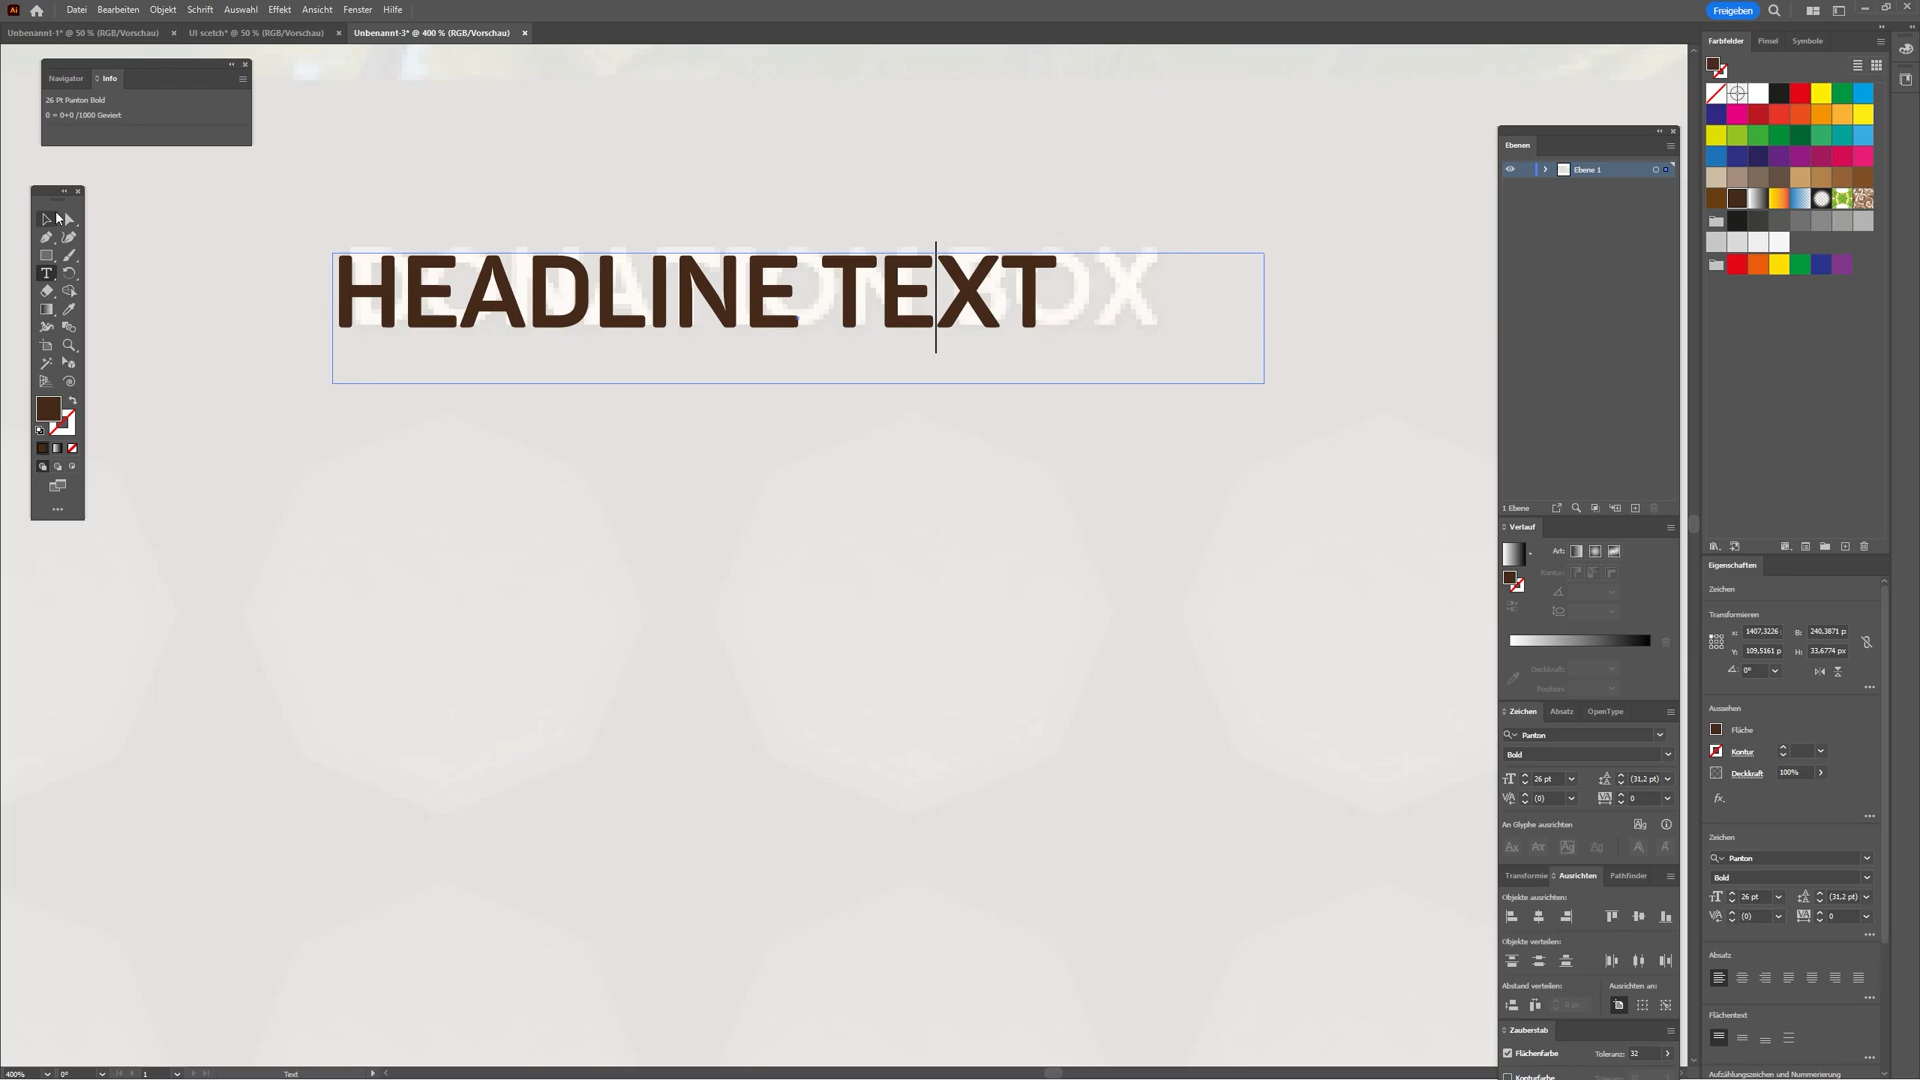 Ai Datei Bearbeiten Objekt Schrift Auswahl Effekt Ansicht Fenster Hilfe Freigeben
Unbenannt-1* @ 50 % (RGB/Vorschau) UI scetch* @ 50 % (RGB/Vorschau) Unbenannt-3* @ 400 % (RGB/Vorschau)
Navigator Info
26 Pt Panton Bold
0 = 0+0 /1000 Geviert
HEADLINE TEXT
Ebenen
Ebene 1
1 Ebene
Verlauf
Art:
Kontur:
Deckkraft:
Position:
Zeichen Absatz OpenType
Panton
Bold
26 pt (31,2 pt)
(0) 0
An Glyphe ausrichten
Transformie Ausrichten Pathfinder
Objekte ausrichten:
Objekte verteilen:
Abstand verteilen: Ausrichten an:
0 px
Zauberstab
Flächenfarbe Toleranz: 32
Konturfarbe
Farbfelder Pinsel Symbole
Eigenschaften
Zeichen
Transformieren
X: 1407,3226 B: 240,3871 p
Y: 109,5161 p H: 33,6774 px
0°
Aussehen
Fläche
Kontur
Deckkraft 100%
fx.
Zeichen
Panton
Bold
26 pt (31,2 pt)
(0) 0
Absatz
Flächentext
Aufzählungszeichen und Nummerierung
400% 0° 1 Text